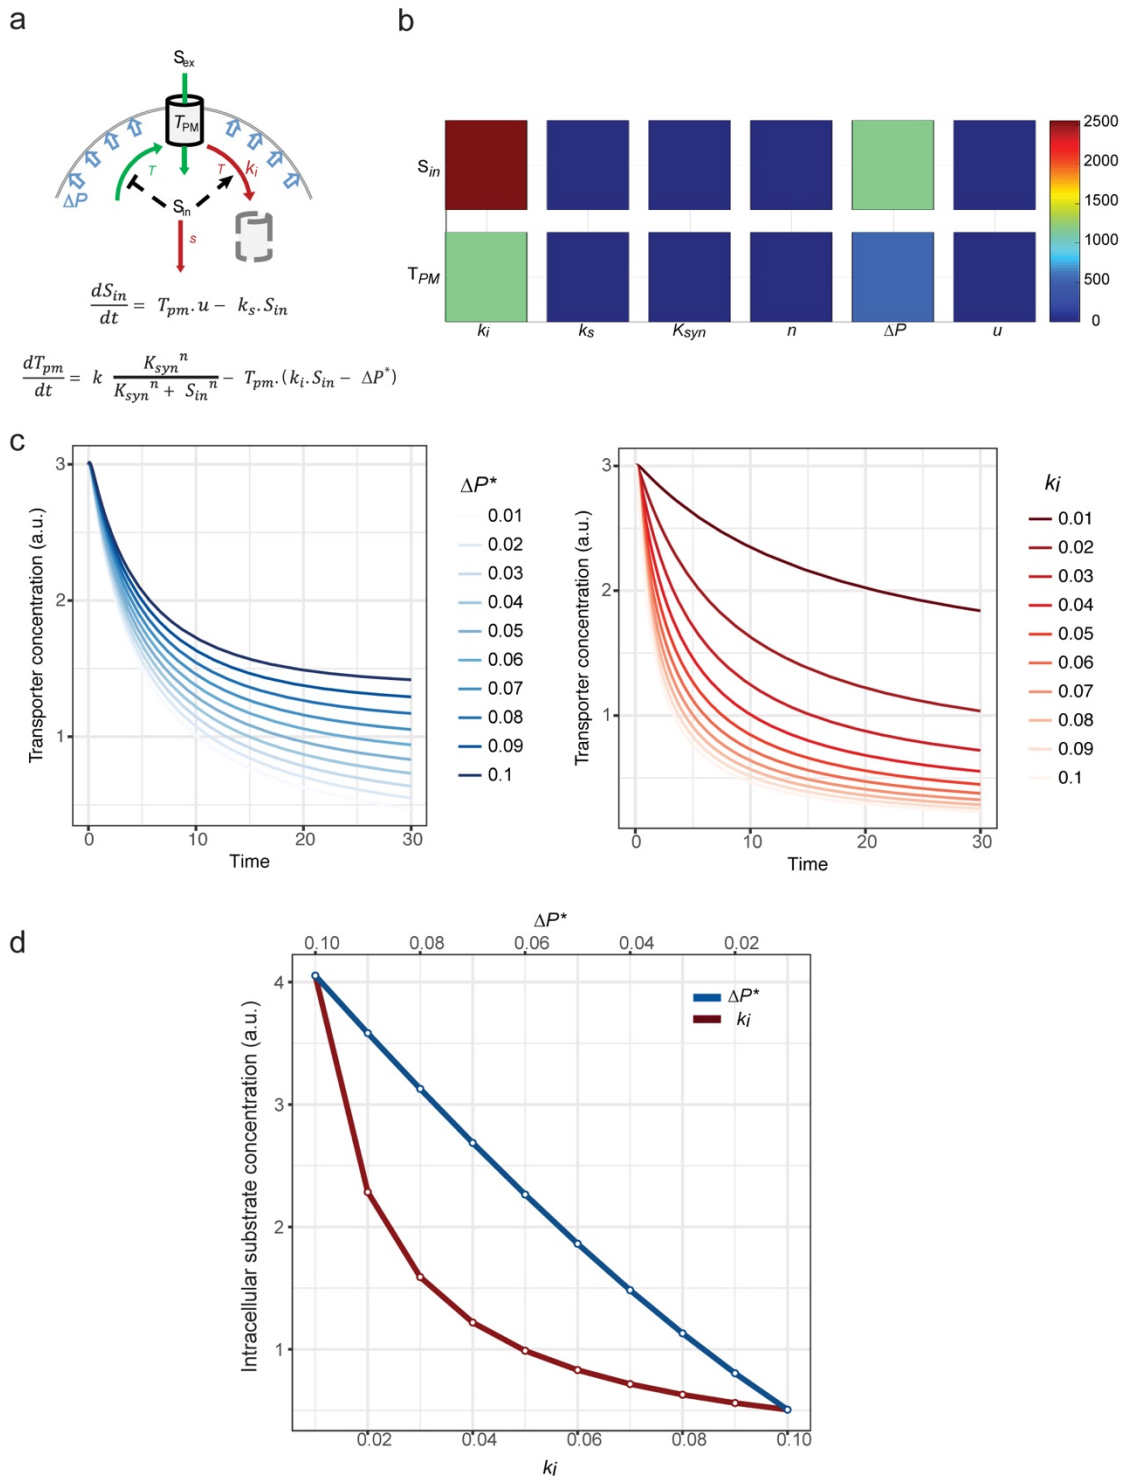 a
S_ex
T_PM
T
T
k_i
ΔP
S_in
s
dS_in/dt = T_pm.u − k_s.S_in
dT_pm/dt = k K_syn^n / (K_syn^n + S_in^n) − T_pm.(k_i.S_in − ΔP*)
b
S_in
T_PM
k_i k_s K_syn n ΔP u
2500
2000
1500
1000
500
0
c
Transporter concentration (a.u.)
3
2
1
0 10 20 30
Time
ΔP*
0.01
0.02
0.03
0.04
0.05
0.06
0.07
0.08
0.09
0.1
Transporter concentration (a.u.)
3
2
1
0 10 20 30
Time
k_i
0.01
0.02
0.03
0.04
0.05
0.06
0.07
0.08
0.09
0.1
d
ΔP*
0.10 0.08 0.06 0.04 0.02
Intracellular substrate concentration (a.u.)
4
3
2
1
ΔP*
k_i
0.02 0.04 0.06 0.08 0.10
k_i